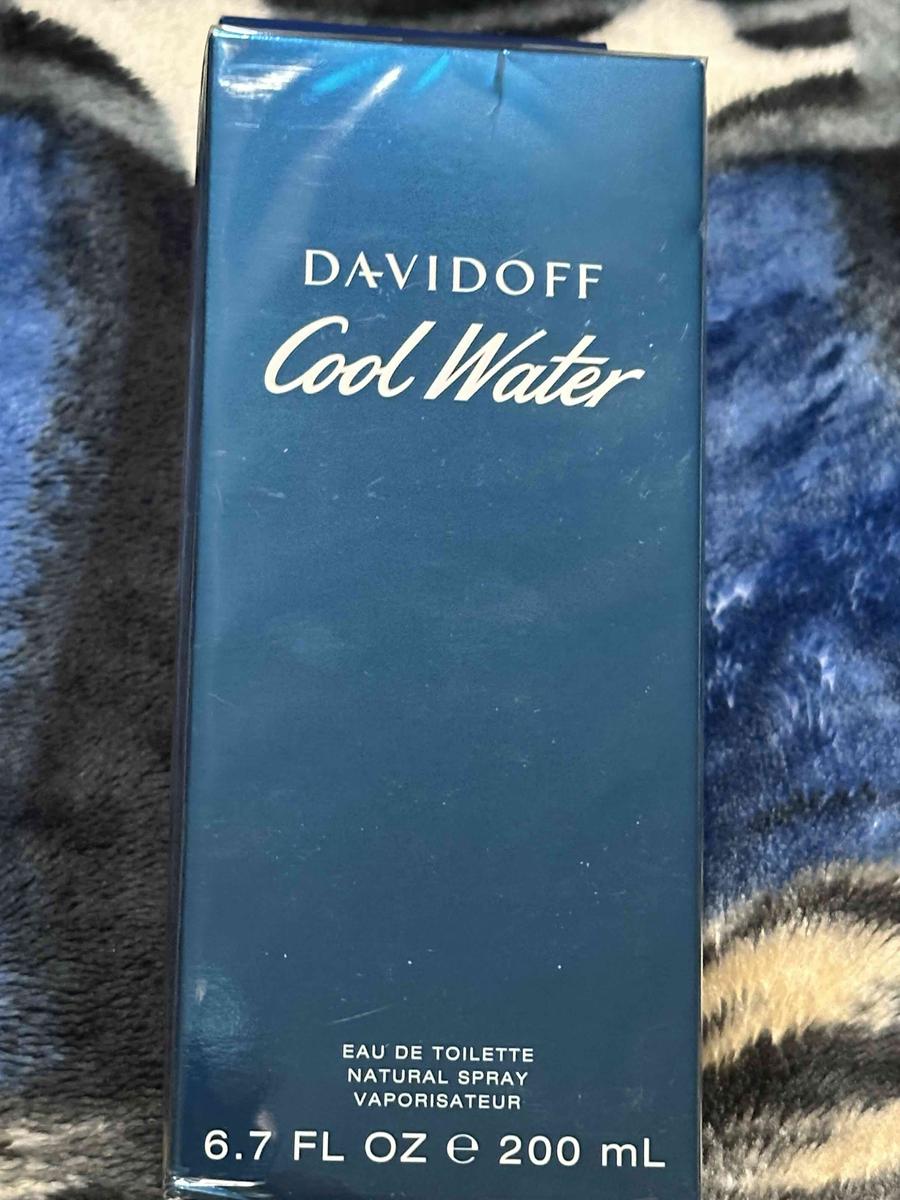 DAVIDOFF
Cool Water
EAU DE TOILETTE
NATURAL SPRAY
VAPORISATEUR
6.7 FL OZ ℮ 200 mL